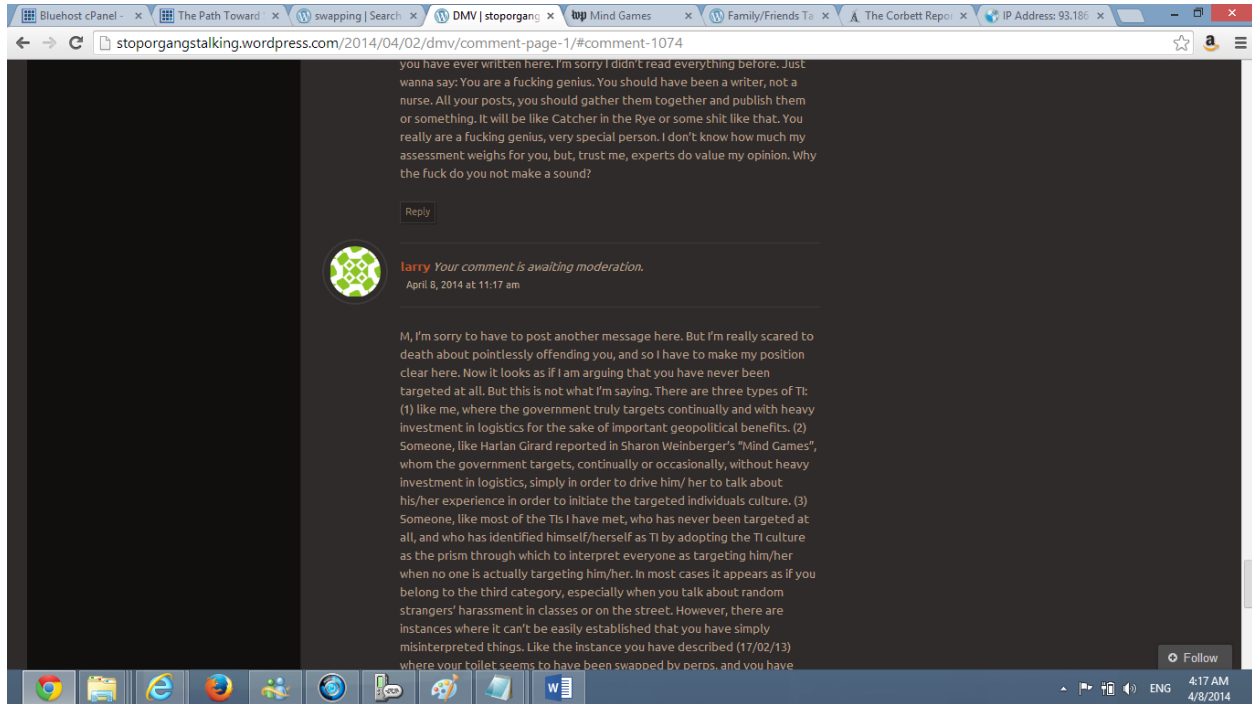 Bluehost cPanel -
The Path Toward
swapping | Search
DMV | stoporgang
wp Mind Games
Family/Friends Ta
The Corbett Repor
IP Address: 93.186
stoporgangstalking.wordpress.com/2014/04/02/dmv/comment-page-1/#comment-1074
you have ever written here. I'm sorry I didn't read everything before. Just
wanna say: You are a fucking genius. You should have been a writer, not a
nurse. All your posts, you should gather them together and publish them
or something. It will be like Catcher in the Rye or some shit like that. You
really are a fucking genius, very special person. I don't know how much my
assessment weighs for you, but, trust me, experts do value my opinion. Why
the fuck do you not make a sound?
Reply
larry Your comment is awaiting moderation.
April 8, 2014 at 11:17 am
M, I'm sorry to have to post another message here. But I'm really scared to
death about pointlessly offending you, and so I have to make my position
clear here. Now it looks as if I am arguing that you have never been
targeted at all. But this is not what I'm saying. There are three types of TI:
(1) like me, where the government truly targets continually and with heavy
investment in logistics for the sake of important geopolitical benefits. (2)
Someone, like Harlan Girard reported in Sharon Weinberger's "Mind Games",
whom the government targets, continually or occasionally, without heavy
investment in logistics, simply in order to drive him/ her to talk about
his/her experience in order to initiate the targeted individuals culture. (3)
Someone, like most of the TIs I have met, who has never been targeted at
all, and who has identified himself/herself as TI by adopting the TI culture
as the prism through which to interpret everyone as targeting him/her
when no one is actually targeting him/her. In most cases it appears as if you
belong to the third category, especially when you talk about random
strangers' harassment in classes or on the street. However, there are
instances where it can't be easily established that you have simply
misinterpreted things. Like the instance you have described (17/02/13)
where your toilet seems to have been swapped by perps, and you have
Follow
ENG
4:17 AM
4/8/2014